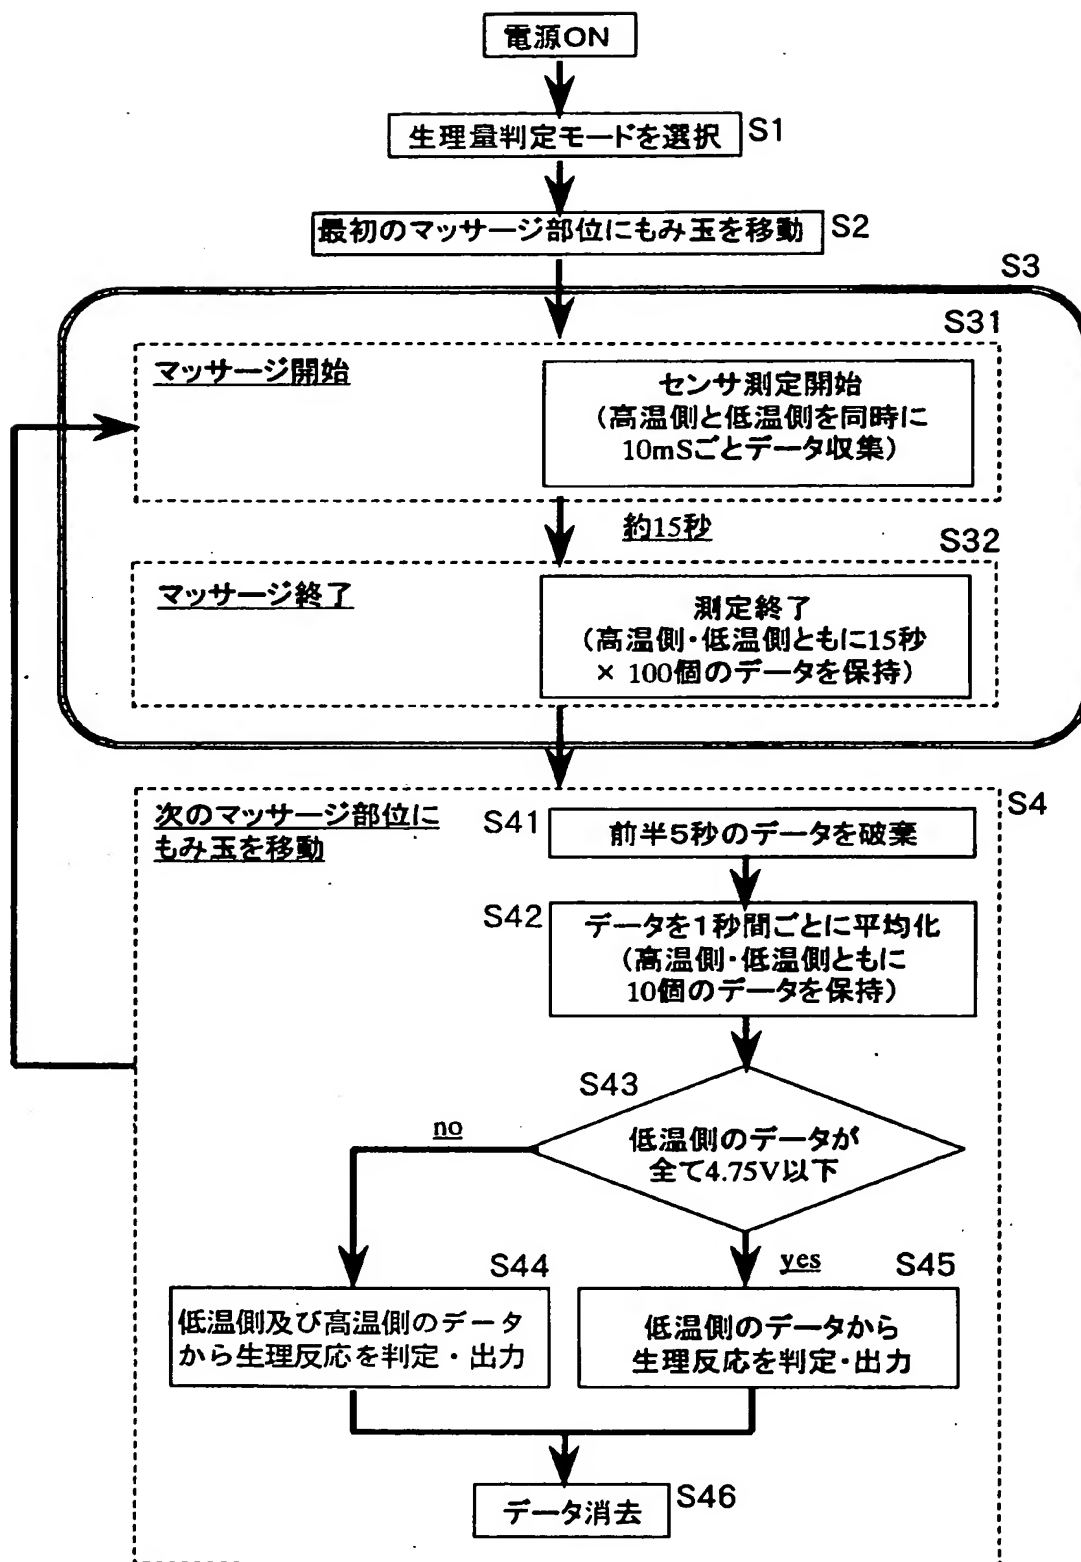 電源ON
生理量判定モードを選択
S1
最初のマッサージ部位にもみ玉を移動
S2
S3
S31
マッサージ開始
センサ測定開始
(高温側と低温側を同時に
10mSごとデータ収集)
約15秒
S32
マッサージ終了
測定終了
(高温側・低温側ともに15秒
× 100個のデータを保持)
S4
次のマッサージ部位に
もみ玉を移動
S41
前半5秒のデータを破棄
S42
データを1秒間ごとに平均化
(高温側・低温側ともに
10個のデータを保持)
S43
低温側のデータが
全て4.75V以下
no
yes
S44
低温側及び高温側のデータ
から生理反応を判定・出力
S45
低温側のデータから
生理反応を判定・出力
データ消去
S46